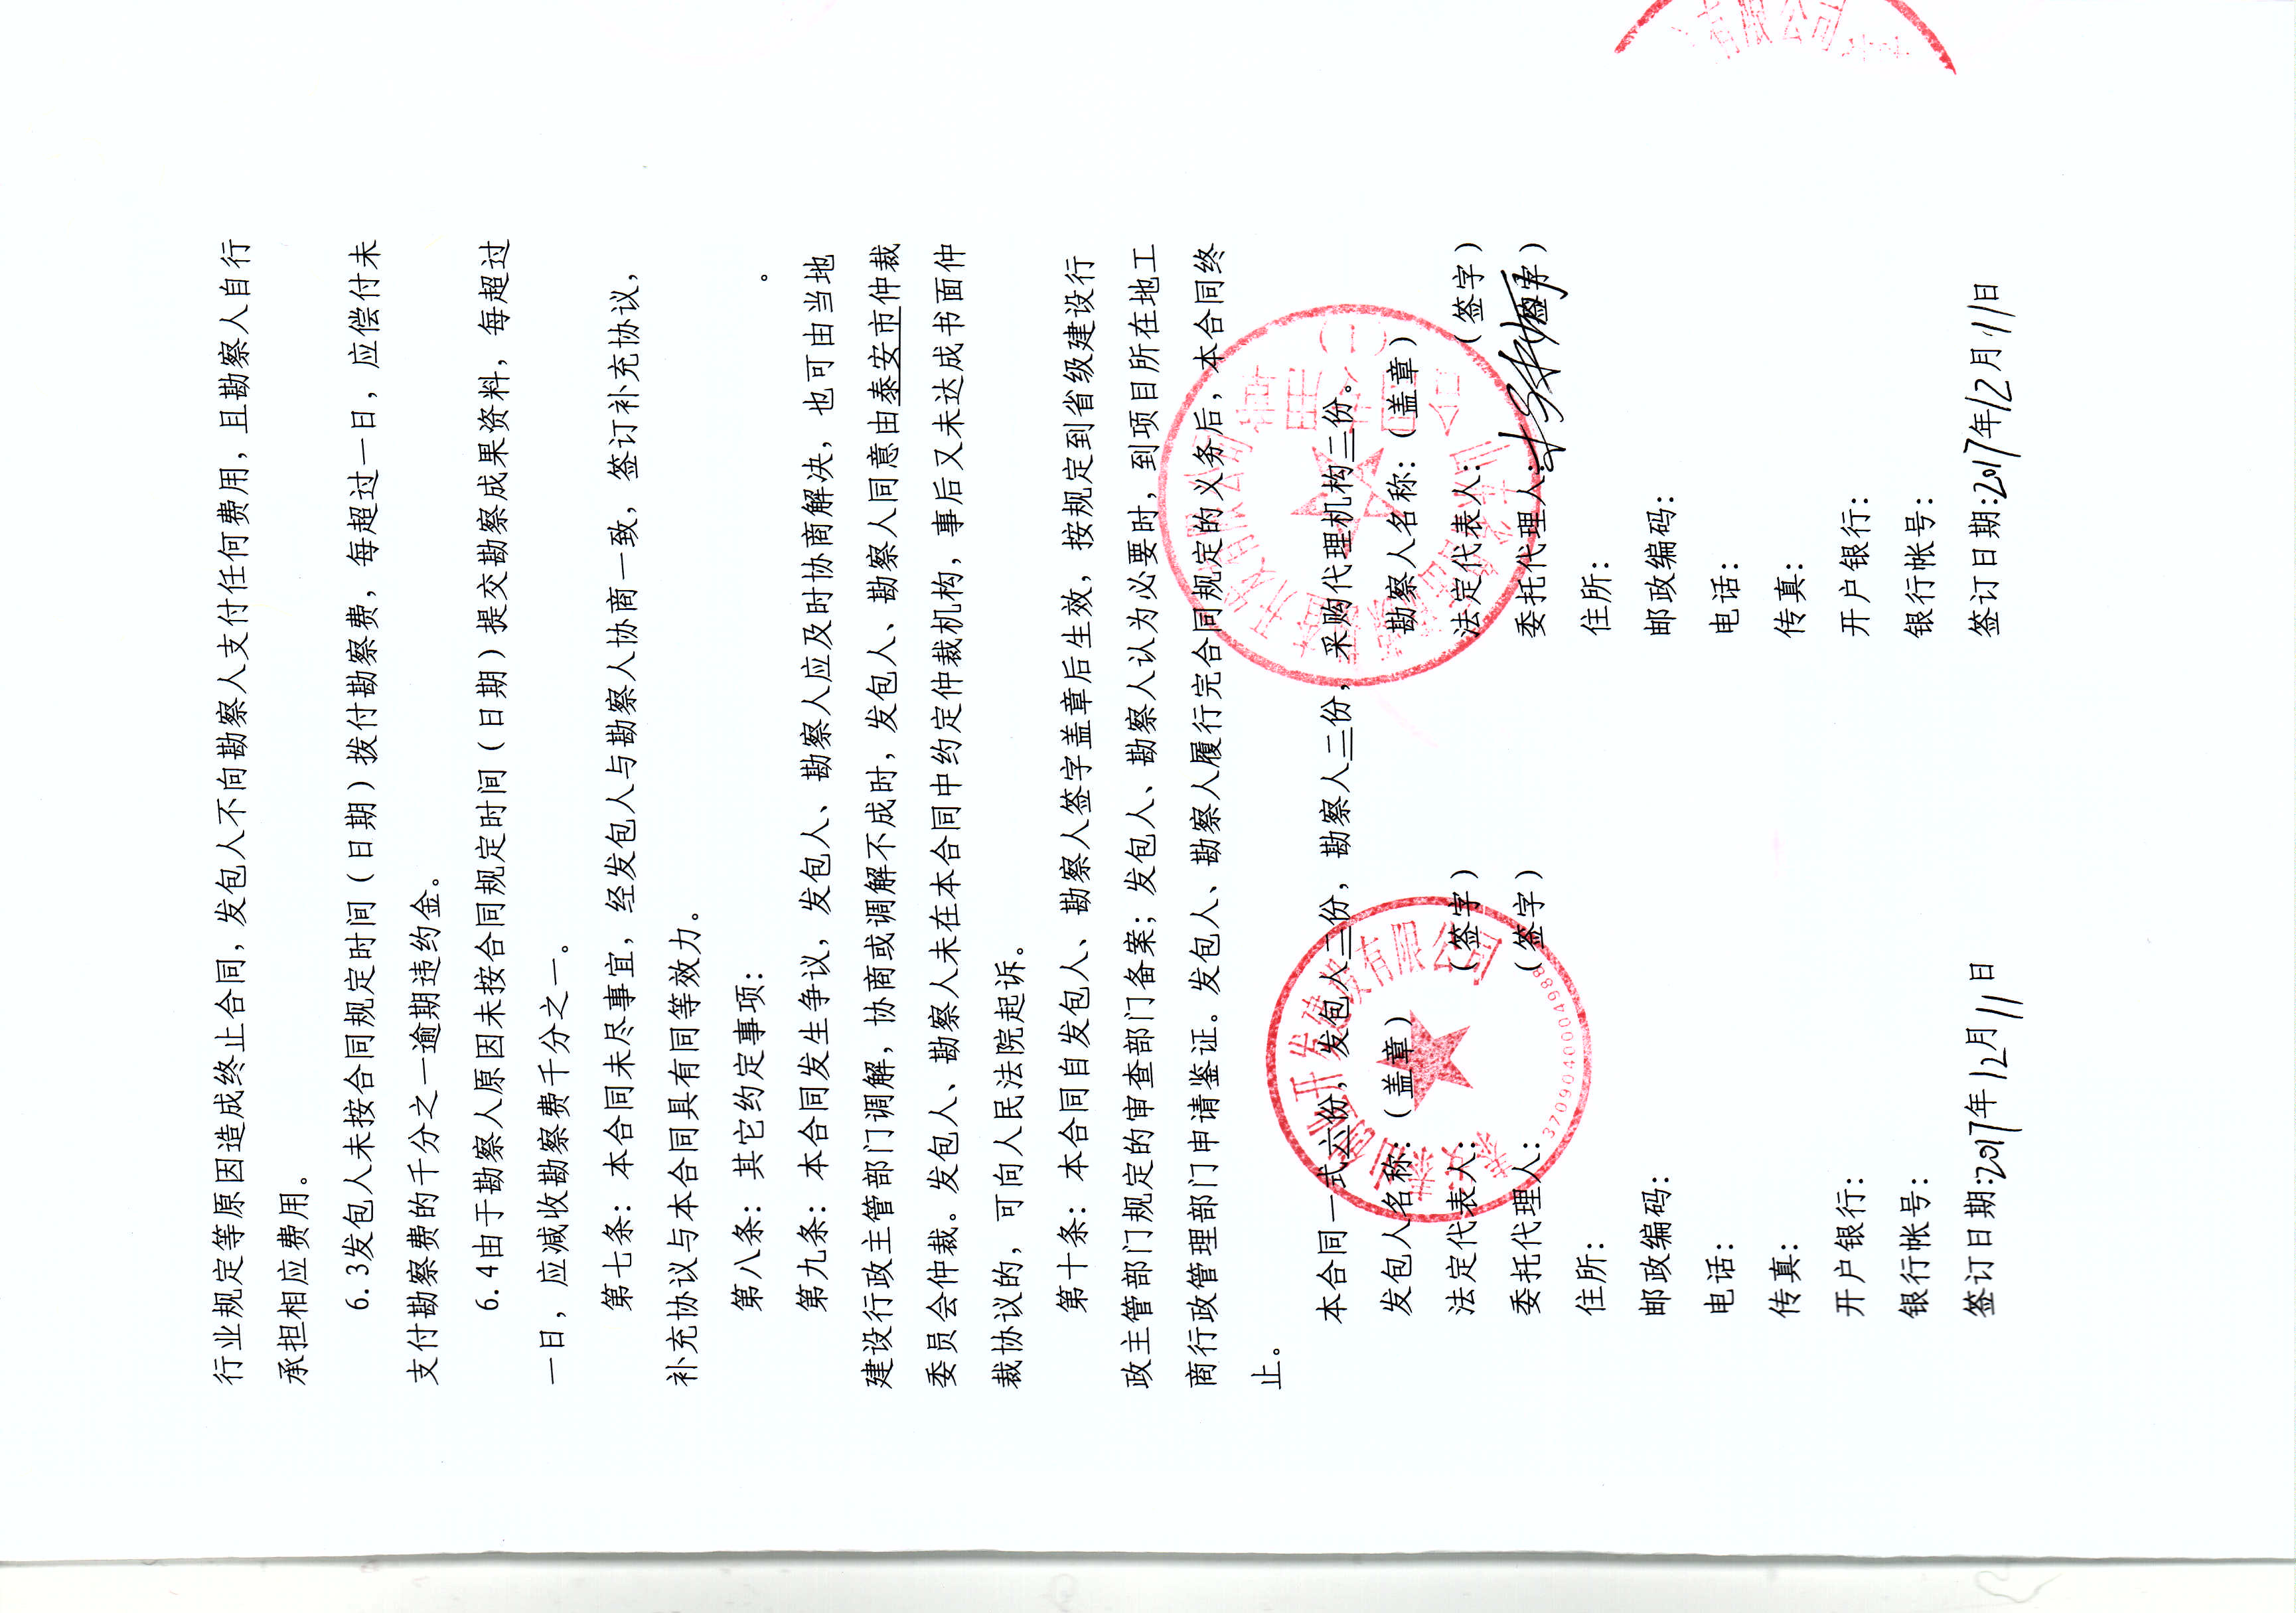 行业规定等原因造成终止合同，发包人不向勘察人支付任何费用，且勘察人自行
承担相应费用。
6.3发包人未按合同规定时间（日期）拨付勘察费，每超过一日，应偿付未
支付勘察费的千分之一逾期违约金。
6.4由于勘察人原因未按合同规定时间（日期）提交勘察成果资料，每超过
一日，应减收勘察费千分之一。
第七条：本合同未尽事宜，经发包人与勘察人协商一致，签订补充协议，
补充协议与本合同具有同等效力。
第八条：其它约定事项：
。
第九条：本合同发生争议，发包人、勘察人应及时协商解决，也可由当地
建设行政主管部门调解，协商或调解不成时，发包人、勘察人同意由泰安市仲裁
委员会仲裁。发包人、勘察人未在本合同中约定仲裁机构，事后又未达成书面仲
裁协议的，可向人民法院起诉。
第十条：本合同自发包人、勘察人签字盖章后生效，按规定到省级建设行
政主管部门规定的审查部门备案；发包人、勘察人认为必要时，到项目所在地工
商行政管理部门申请鉴证。发包人、勘察人履行完合同规定的义务后，本合同终
止。
本合同一式六份，发包人二份，勘察人二份，采购代理机构二份。
发包人名称：（盖章） 勘察人名称：（盖章）
法定代表人：（签字） 法定代表人：（签字）
委托代理人：（签字） 委托代理人：（签字）
住所： 住所：
邮政编码： 邮政编码：
电话： 电话：
传真： 传真：
开户银行： 开户银行：
银行帐号： 银行帐号：
签订日期:2017年12月11日 签订日期:2017年12月11日
创业开发建设有限公司
3709040004988
有限公司